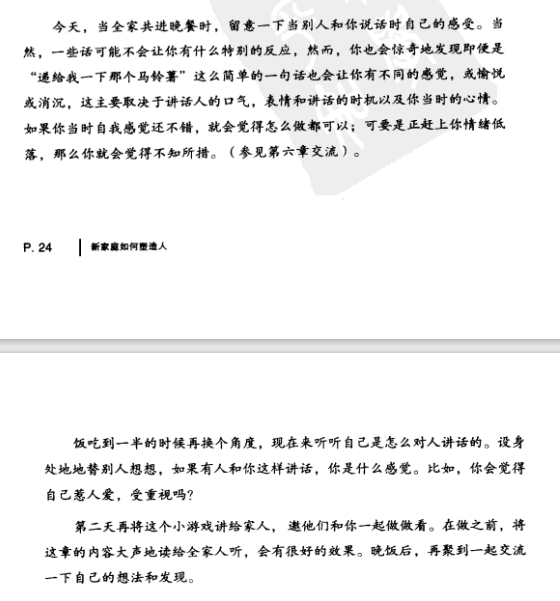 今天，当全家共进晚餐时，留意一下当别人和你说话时自己的感受。当
然，一些话可能不会让你有什么特别的反应，然而，你也会惊奇地发现即便是
“递给我一下那个马铃薯”这么简单的一句话也会让你有不同的感觉，或愉悦
或消沉，这主要取决于讲话人的口气，表情和讲话的时机以及你当时的心情。
如果你当时自我感觉还不错，就会觉得怎么做都可以；可要是正赶上你情绪低
落，那么你就会觉得不知所措。（参见第六章交流）。
P. 24 新家庭如何塑造人
饭吃到一半的时候再换个角度，现在来听听自己是怎么对人讲话的。设身
处地地替别人想想，如果有人和你这样讲话，你是什么感觉。比如，你会觉得
自己惹人爱，受重视吗？
第二天再将这个小游戏讲给家人， 邀他们和你一起做做看。在做之前，将
这章的内容大声地读给全家人听，会有很好的效果。晚饭后，再聚到一起交流
一下自己的想法和发现。